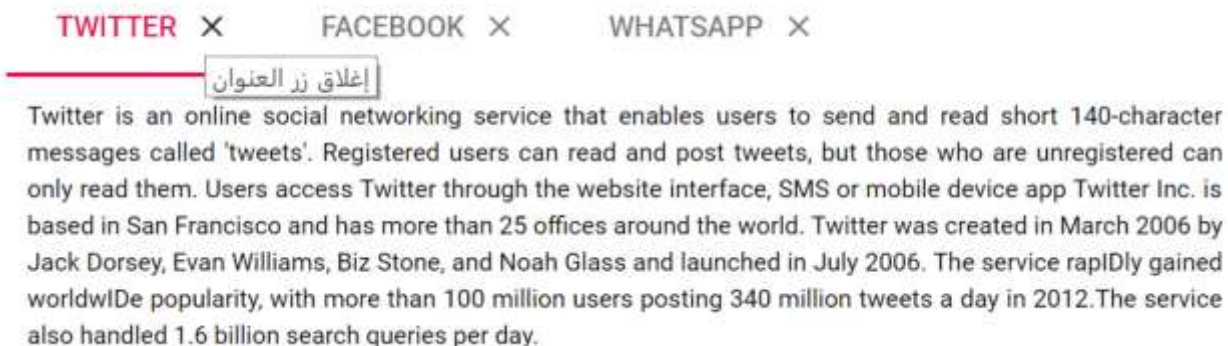 TWITTER × FACEBOOK × WHATSAPP ×
إغلاق زر العنوان
Twitter is an online social networking service that enables users to send and read short 140-character
messages called 'tweets'. Registered users can read and post tweets, but those who are unregistered can
only read them. Users access Twitter through the website interface, SMS or mobile device app Twitter Inc. is
based in San Francisco and has more than 25 offices around the world. Twitter was created in March 2006 by
Jack Dorsey, Evan Williams, Biz Stone, and Noah Glass and launched in July 2006. The service rapIDly gained
worldwIDe popularity, with more than 100 million users posting 340 million tweets a day in 2012.The service
also handled 1.6 billion search queries per day.